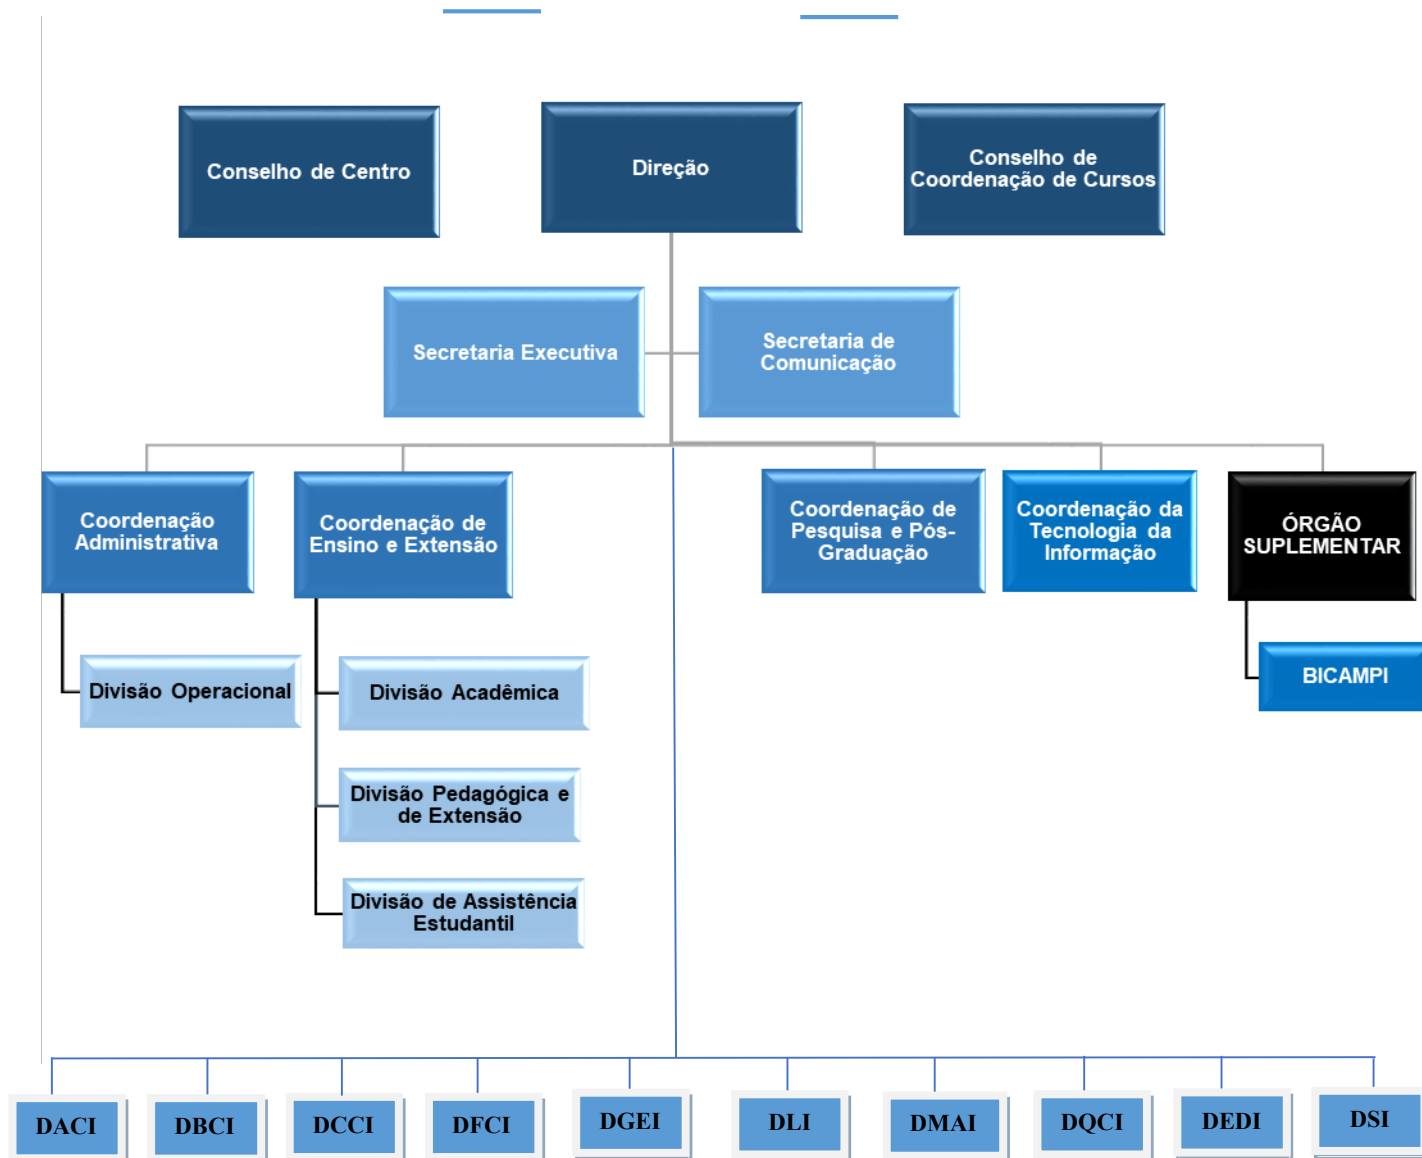 Conselho de Centro
Direção
Conselho de
Coordenação de Cursos
Secretaria Executiva
Secretaria de
Comunicação
Coordenação
Administrativa
Coordenação de
Ensino e Extensão
Coordenação de
Pesquisa e Pós-
Graduação
Coordenação da
Tecnologia da
Informação
ÓRGÃO
SUPLEMENTAR
Divisão Operacional
Divisão Acadêmica
BICAMPI
Divisão Pedagógica e
de Extensão
Divisão de Assistência
Estudantil
DACI
DBCI
DCCI
DFCI
DGEI
DLI
DMAI
DQCI
DEDI
DSI